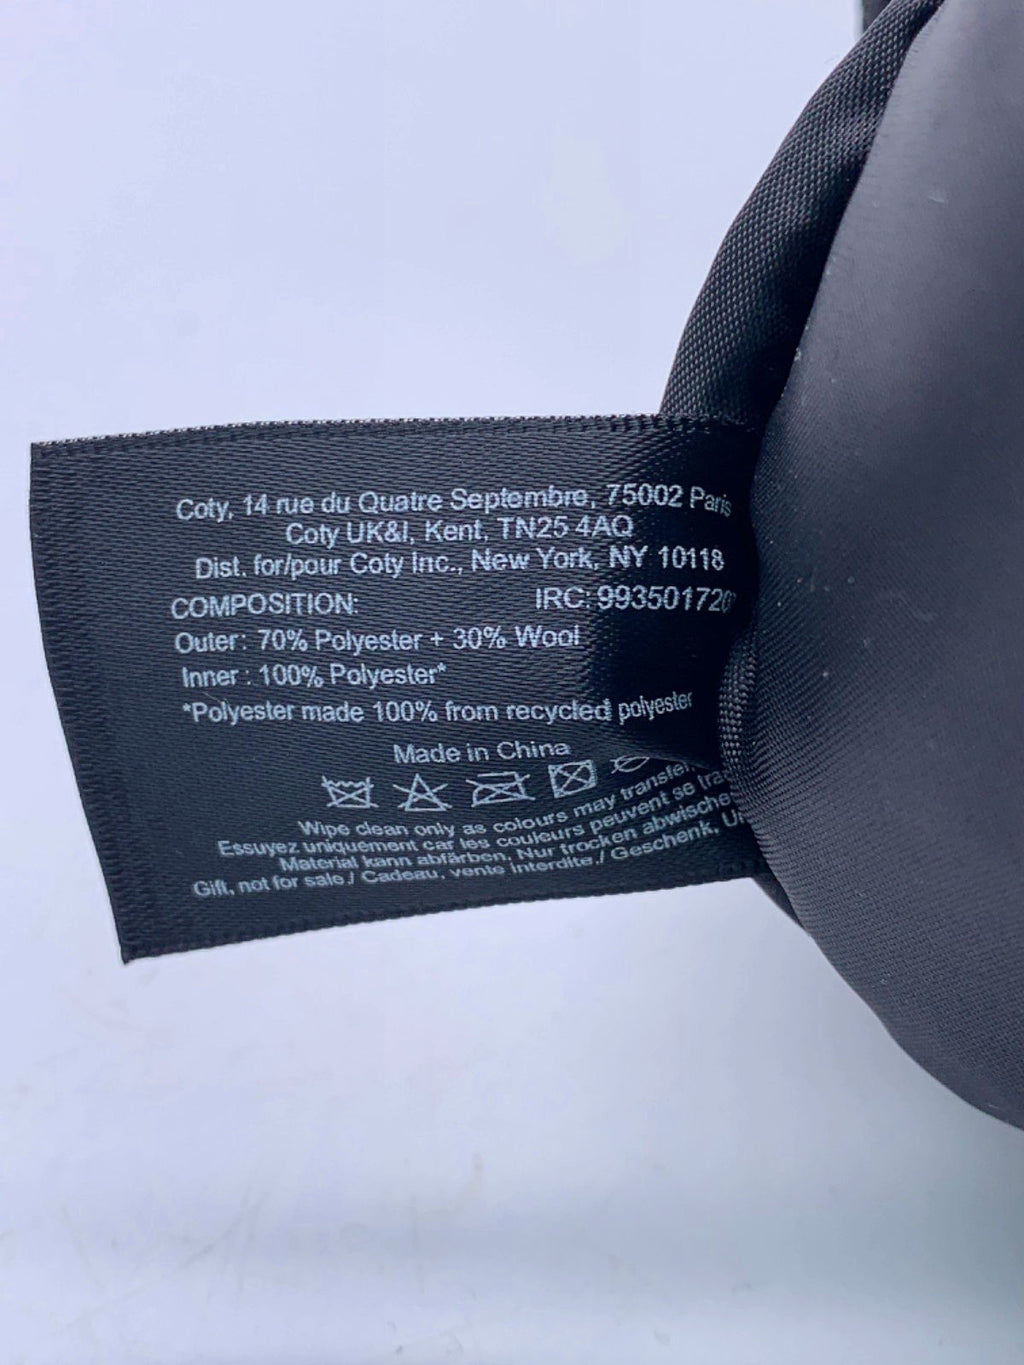 Coty, 14 rue du Quatre Septembre, 75002 Paris
Coty UK&I, Kent, TN25 4AQ
Dist. for/pour Coty Inc., New York, NY 10118
COMPOSITION: IRC:
Outer: 70% Polyester + 30% Wool
Inner : 100% Polyester*
*Polyester made 100% from recycled polyester
Made in China
Wipe clean only as colours may
Essuyez uniquement car les couleurs peuvent se
Material kann abfärben. Nur trocken
Gift, not for sale / Cadeau, vente interdite / Geschenk,